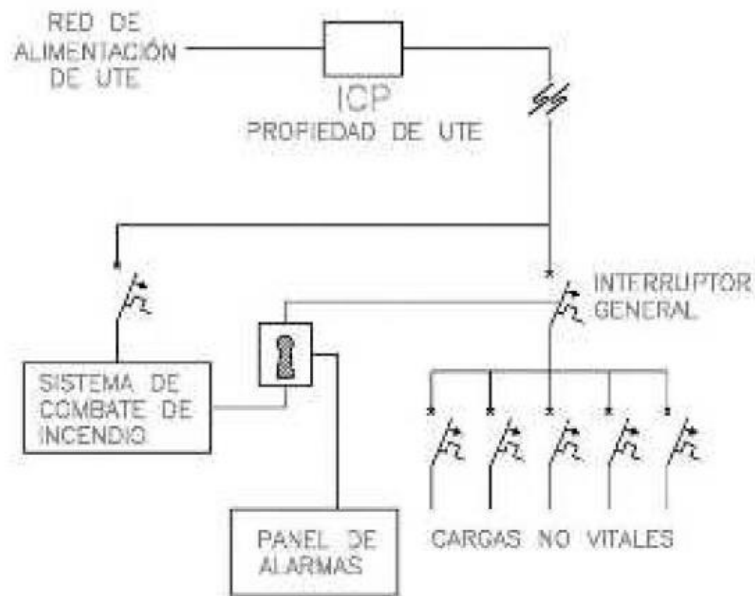 RED DE
ALIMENTACIÓN
DE UTE
ICP
PROPIEDAD DE UTE
INTERRUPTOR
GENERAL
SISTEMA DE
COMBATE DE
INCENDIO
PANEL DE
ALARMAS
CARGAS NO VITALES